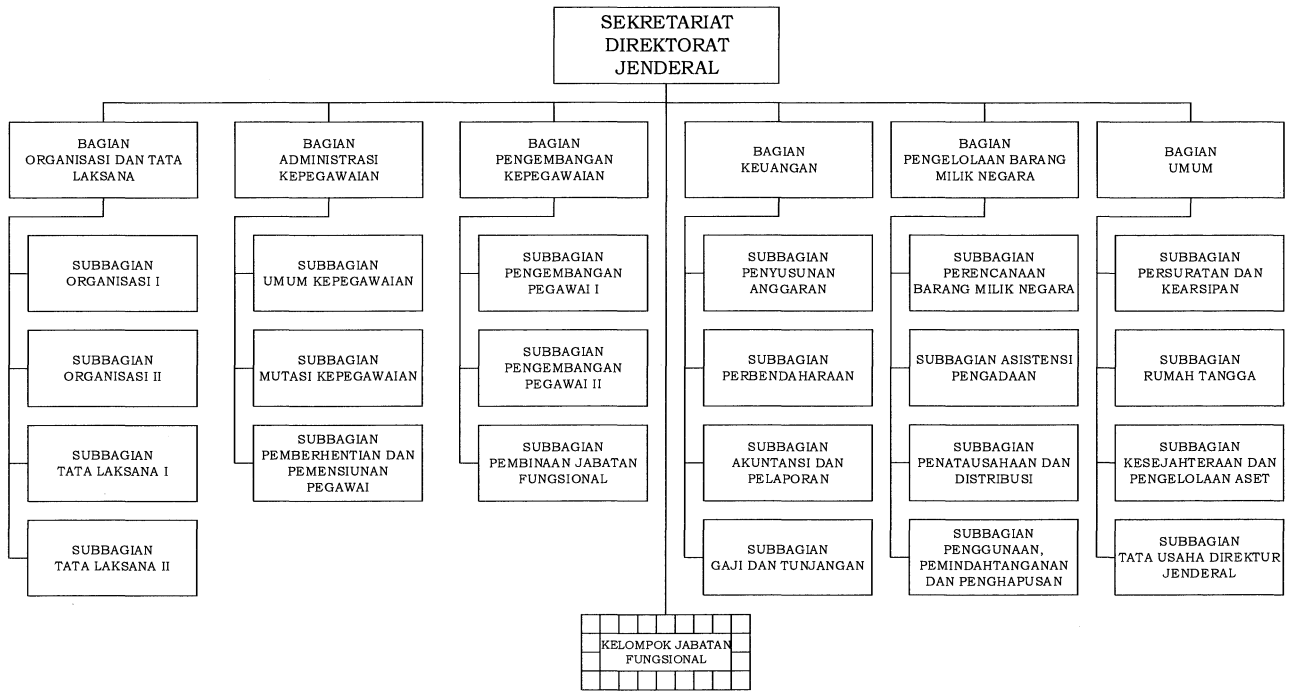 SEKRETARIAT
DIREKTORAT
JENDERAL
BAGIAN
ORGANISASI DAN TATA
LAKSANA
SUBBAGIAN
ORGANISASI I
SUBBAGIAN
ORGANISASI II
SUBBAGIAN
TATA LAKSANA I
SUBBAGIAN
TATA LAKSANA II
BAGIAN
ADMINISTRASI
KEPEGAWAIAN
SUBBAGIAN
UMUM KEPEGAWAIAN
SUBBAGIAN
MUTASI KEPEGAWAIAN
SUBBAGIAN
PEMBERHENTIAN DAN
PEMENSIUNAN
PEGAWAI
BAGIAN
PENGEMBANGAN
KEPEGAWAIAN
SUBBAGIAN
PENGEMBANGAN
PEGAWAI I
SUBBAGIAN
PENGEMBANGAN
PEGAWAI II
SUBBAGIAN
PEMBINAAN JABATAN
FUNGSIONAL
BAGIAN
KEUANGAN
SUBBAGIAN
PENYUSUNAN
ANGGARAN
SUBBAGIAN
PERBENDAHARAAN
SUBBAGIAN
AKUNTANSI DAN
PELAPORAN
SUBBAGIAN
GAJI DAN TUNJANGAN
BAGIAN
PENGELOLAAN BARANG
MILIK NEGARA
SUBBAGIAN
PERENCANAAN
BARANG MILIK NEGARA
SUBBAGIAN ASISTENSI
PENGADAAN
SUBBAGIAN
PENATAUSAHAAN DAN
DISTRIBUSI
SUBBAGIAN
PENGGUNAAN,
PEMINDAHTANGANAN
DAN PENGHAPUSAN
BAGIAN
UMUM
SUBBAGIAN
PERSURATAN DAN
KEARSIPAN
SUBBAGIAN
RUMAH TANGGA
SUBBAGIAN
KESEJAHTERAAN DAN
PENGELOLAAN ASET
SUBBAGIAN
TATA USAHA DIREKTUR
JENDERAL
KELOMPOK JABATAN
FUNGSIONAL